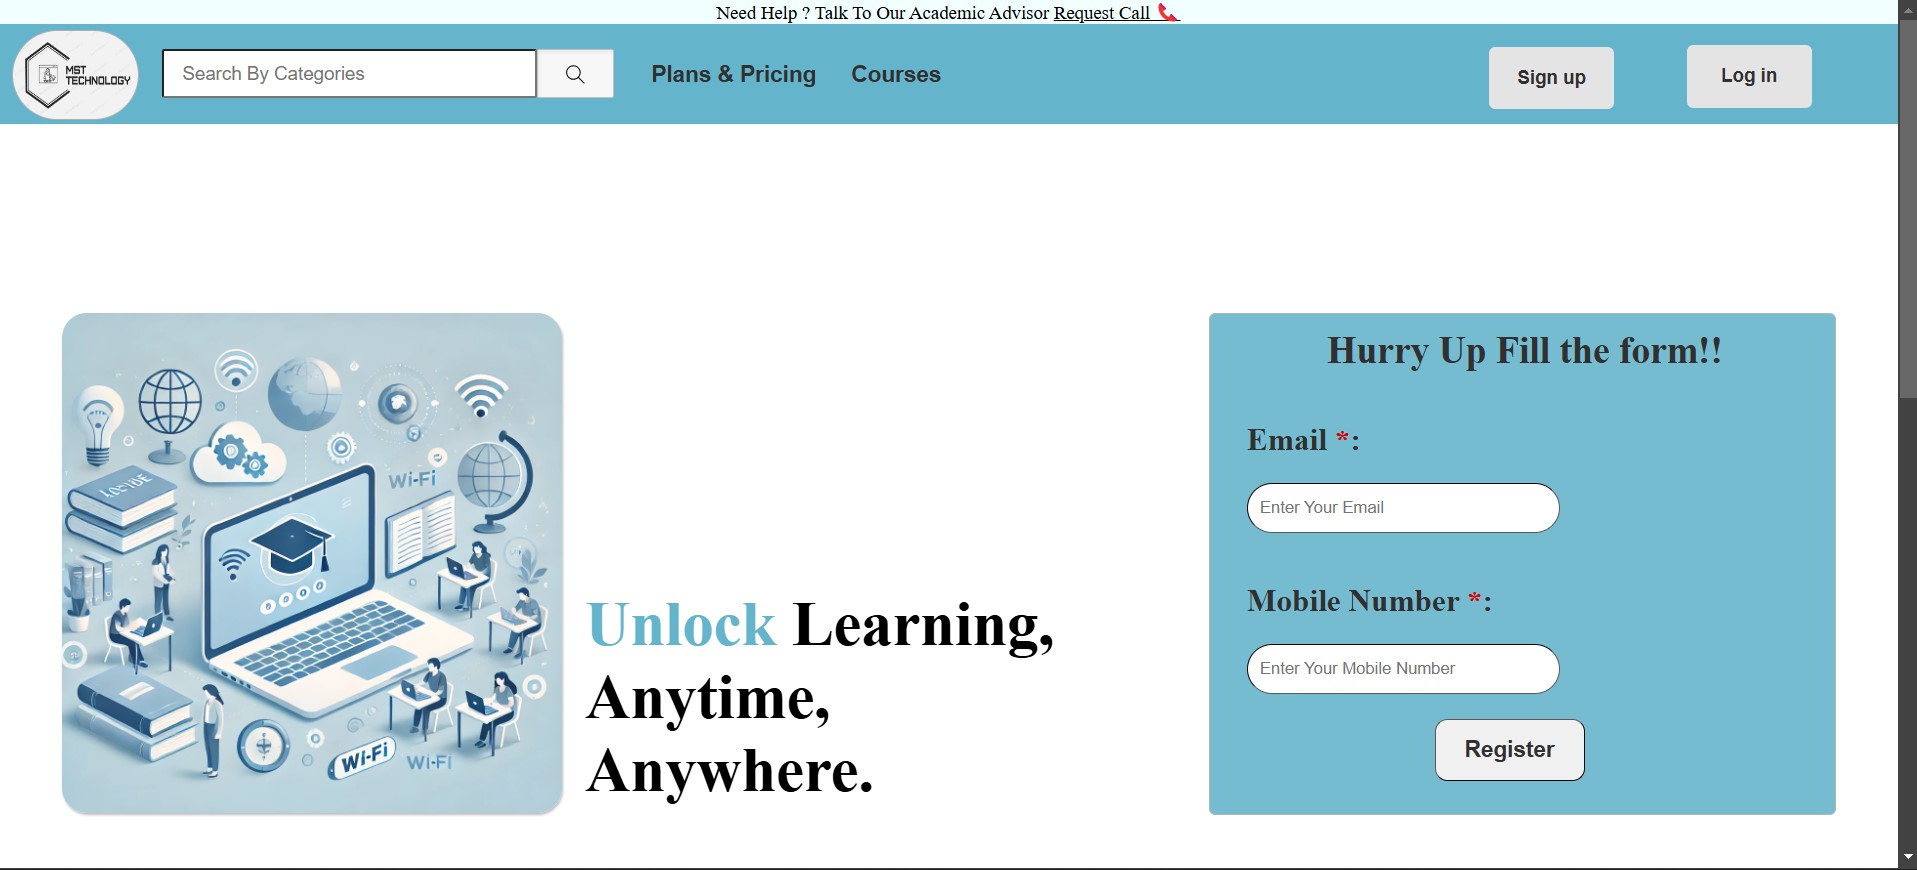 Need Help ? Talk To Our Academic Advisor Request Call
MST
TECHNOLOGY
Search By Categories
Plans & Pricing
Courses
Sign up
Log in
Wi-Fi
Wi-Fi
Wi-Fi
Unlock Learning,
Anytime,
Anywhere.
Hurry Up Fill the form!!
Email *:
Enter Your Email
Mobile Number *:
Enter Your Mobile Number
Register